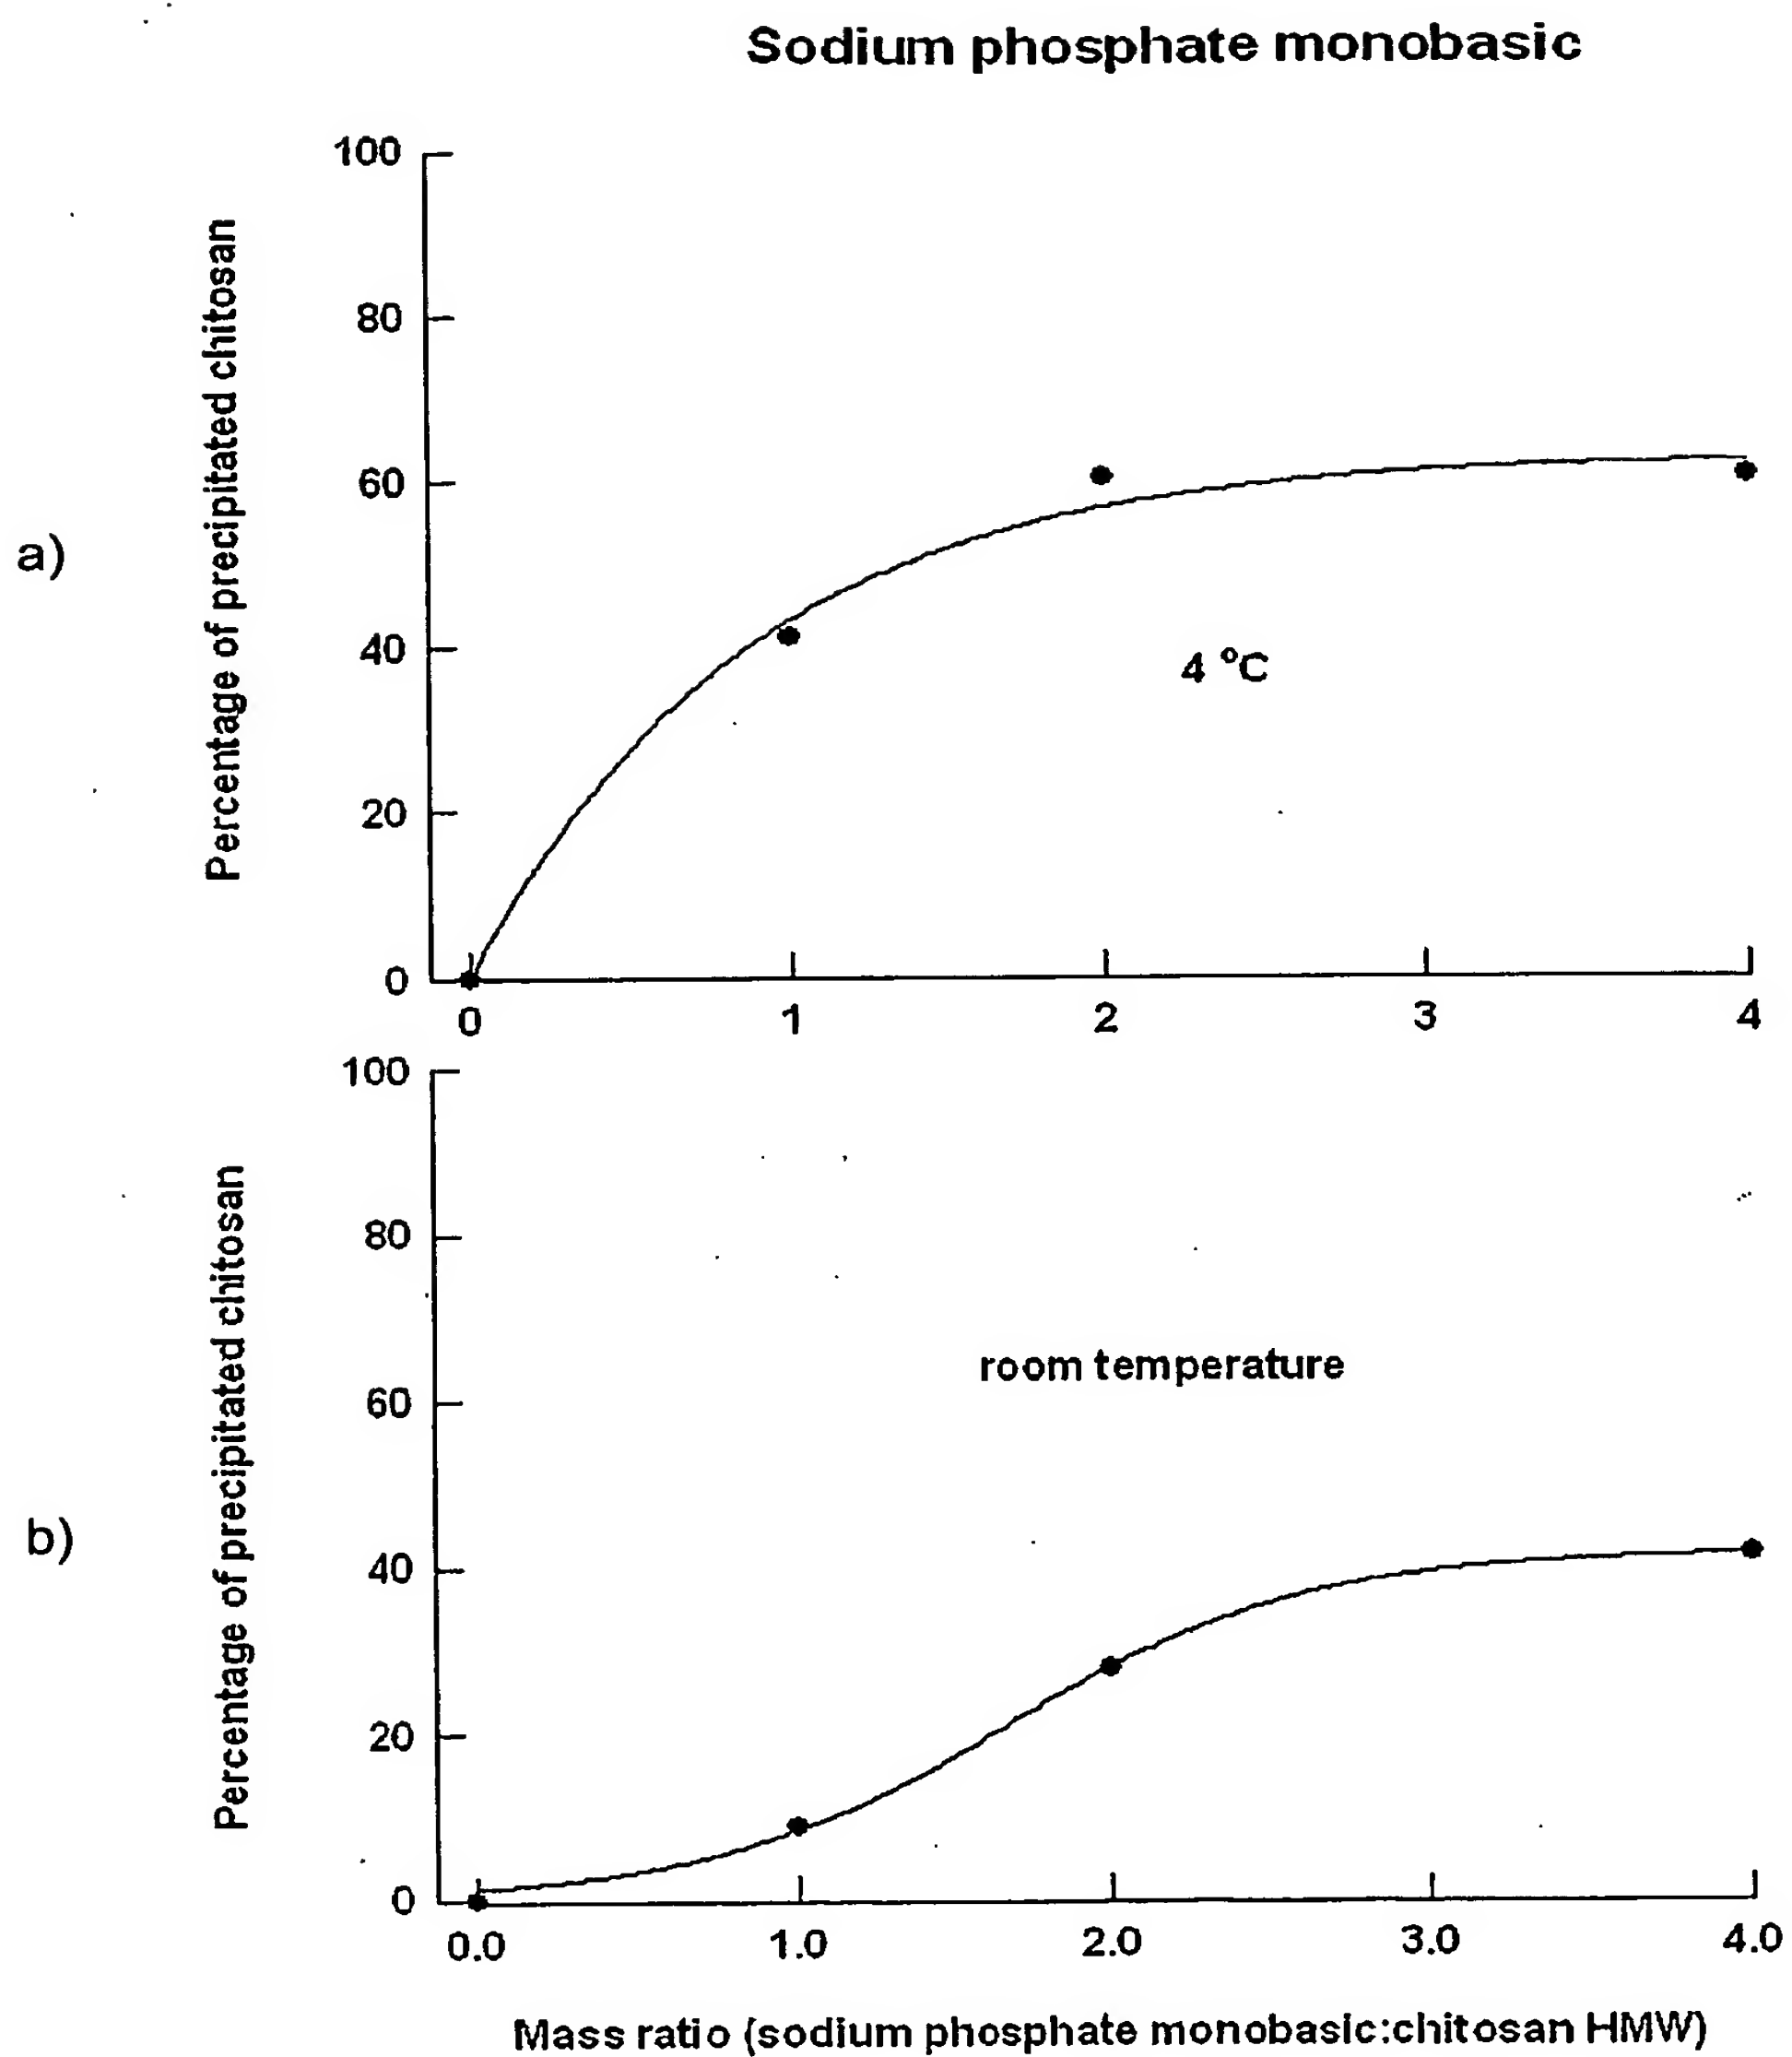 Sodium phosphate monobasic
a)
Percentage of precipitated chitosan
100
80
60
40
20
0
4 °C
0 1 2 3 4
b)
Percentage of precipitated chitosan
100
80
60
40
20
0
room temperature
0.0 1.0 2.0 3.0 4.0
Mass ratio (sodium phosphate monobasic:chitosan HMW)